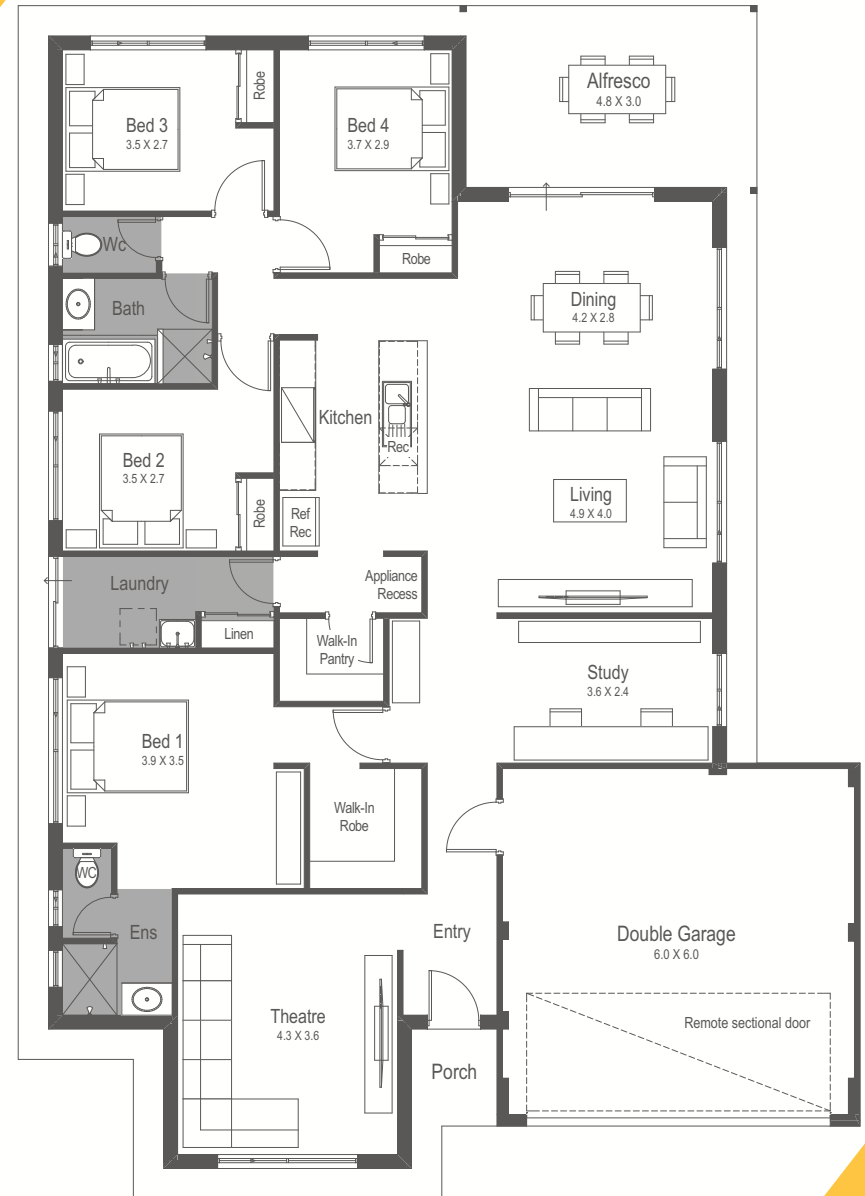 Alfresco
4.8 X 3.0
Robe
Bed 3
3.5 X 2.7
Bed 4
3.7 X 2.9
Wc
Robe
Bath
Dining
4.2 X 2.8
Kitchen
Rec
Bed 2
3.5 X 2.7
Robe
Ref
Rec
Living
4.9 X 4.0
Laundry
Appliance
Recess
Linen
Walk-In
Pantry
Study
3.6 X 2.4
Bed 1
3.9 X 3.5
Walk-In
Robe
WC
Ens
Entry
Double Garage
6.0 X 6.0
Theatre
4.3 X 3.6
Remote sectional door
Porch